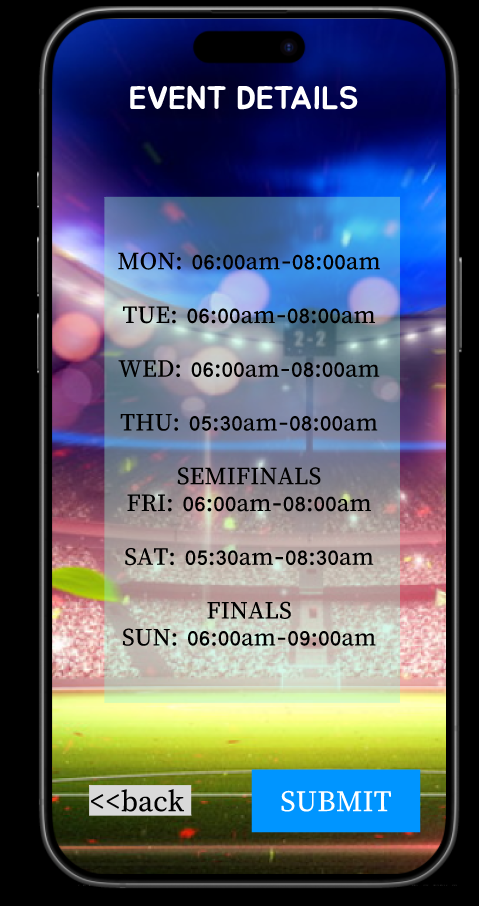 EVENT DETAILS
2-2
MON: 06:00am-08:00am
TUE: 06:00am-08:00am
WED: 06:00am-08:00am
THU: 05:30am-08:00am
SEMIFINALS
FRI: 06:00am-08:00am
SAT: 05:30am-08:30am
FINALS
SUN: 06:00am-09:00am
<<back
SUBMIT